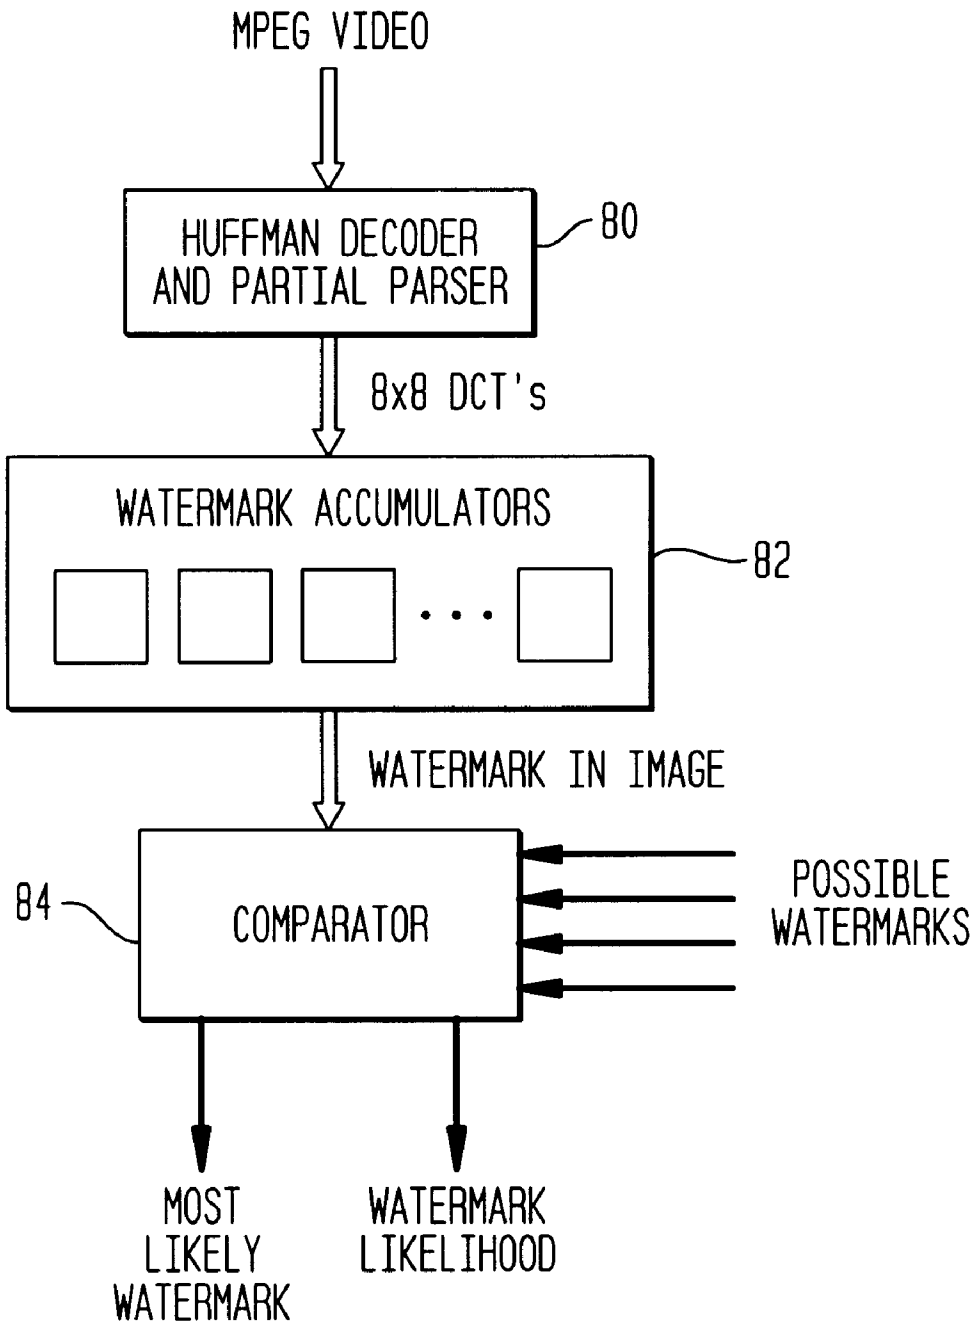 MPEG VIDEO
HUFFMAN DECODER
AND PARTIAL PARSER
80
8x8 DCT's
WATERMARK ACCUMULATORS
82
WATERMARK IN IMAGE
84
COMPARATOR
POSSIBLE
WATERMARKS
MOST
LIKELY
WATERMARK
WATERMARK
LIKELIHOOD